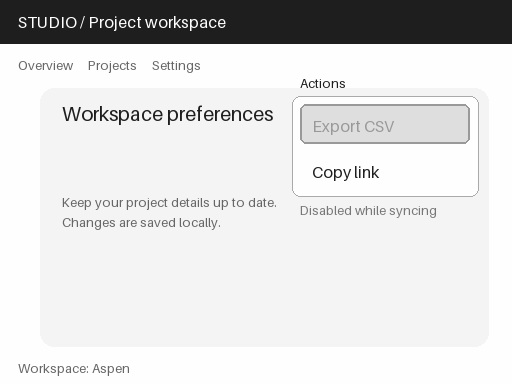 STUDIO / Project workspace
Overview Projects Settings
Actions
Workspace preferences
Export CSV
Copy link
Keep your project details up to date.
Changes are saved locally.
Disabled while syncing
Workspace: Aspen